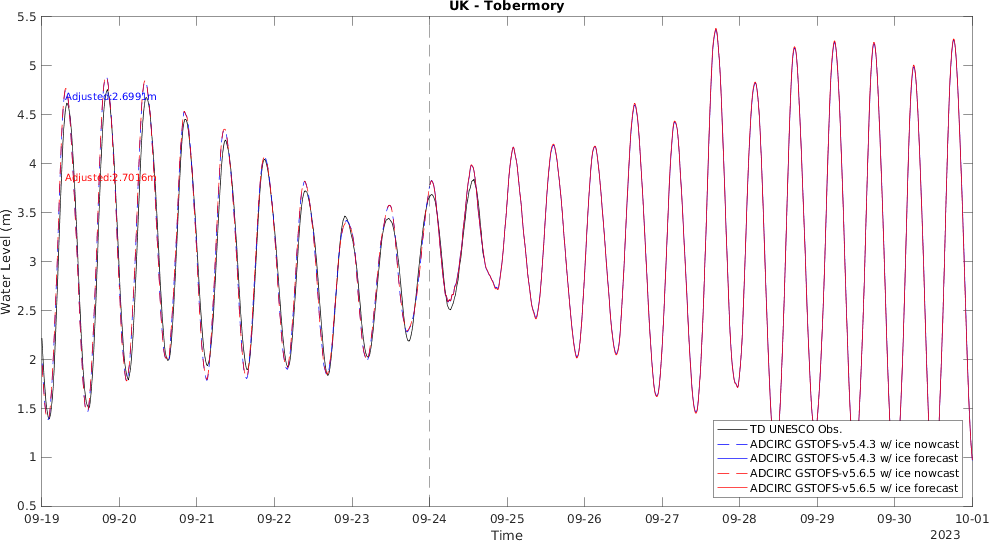 UK - Tobermory
5.5
5
4.5
4
3.5
3
2.5
2
1.5
1
0.5
Water Level (m)
Adjusted:2.6991m
Adjusted:2.7016m
TD UNESCO Obs.
ADCIRC GSTOFS-v5.4.3 w/ ice nowcast
ADCIRC GSTOFS-v5.4.3 w/ ice forecast
ADCIRC GSTOFS-v5.6.5 w/ ice nowcast
ADCIRC GSTOFS-v5.6.5 w/ ice forecast
09-19 09-20 09-21 09-22 09-23 09-24 09-25 09-26 09-27 09-28 09-29 09-30 10-01
Time
2023